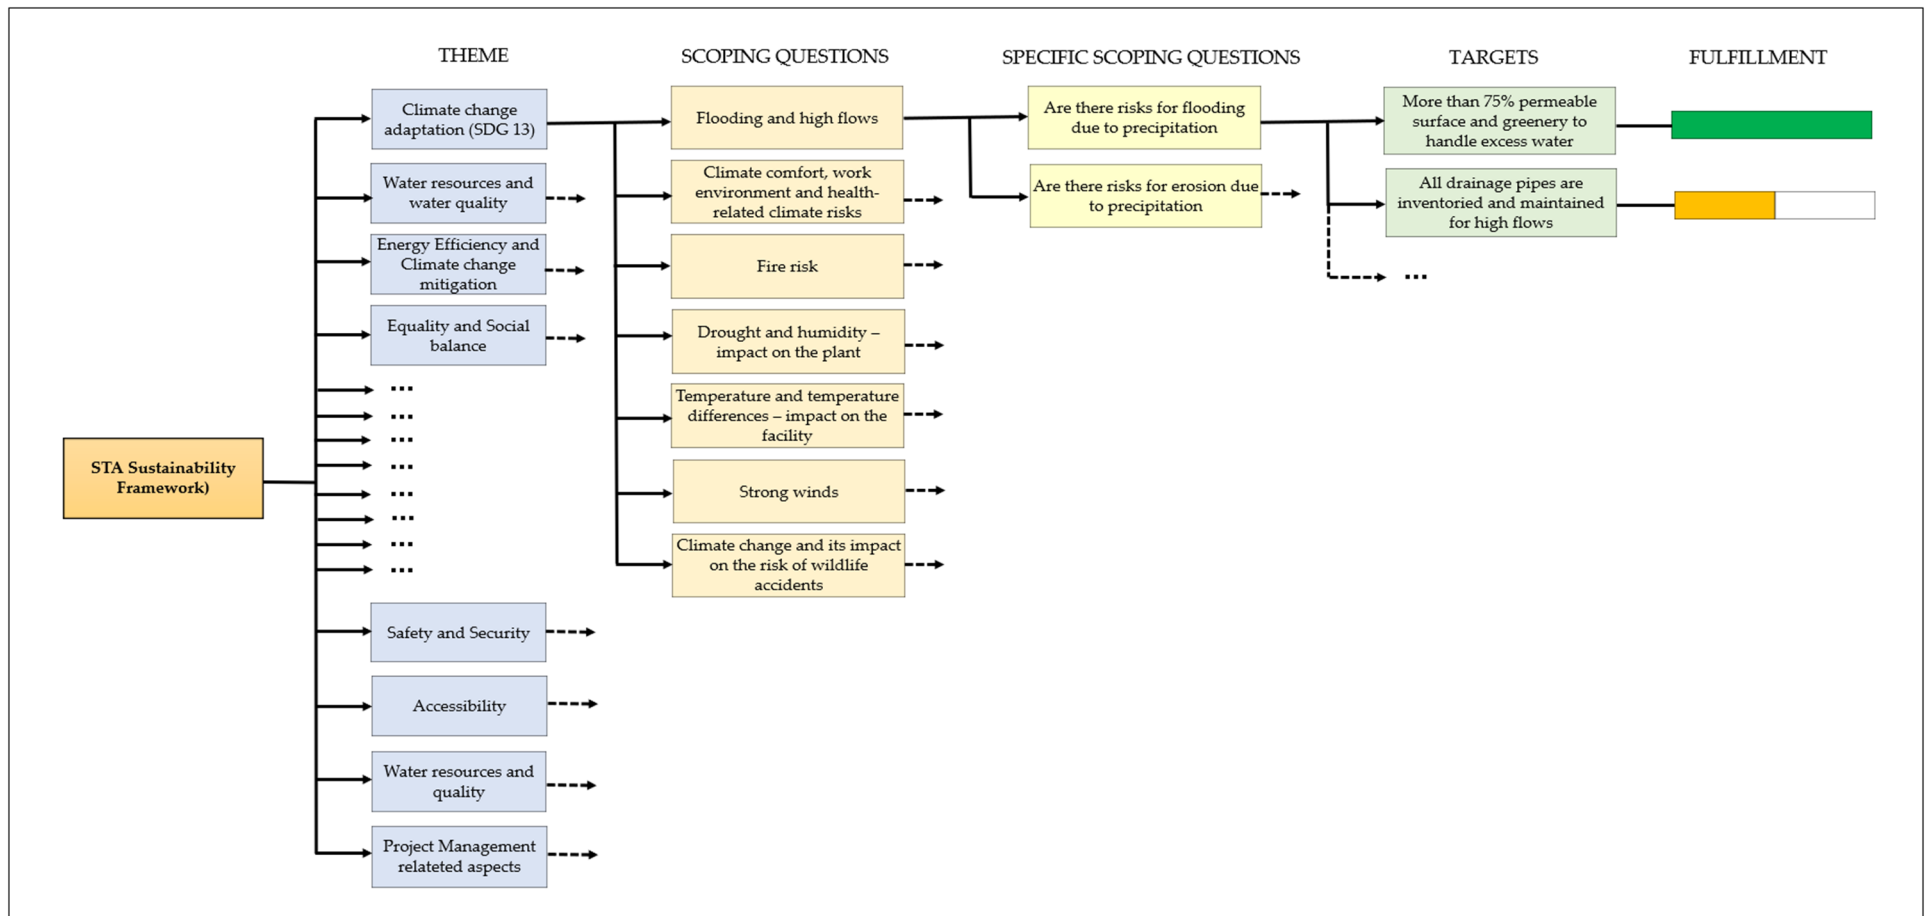 THEME
SCOPING QUESTIONS
SPECIFIC SCOPING QUESTIONS
TARGETS
FULFILLMENT
STA Sustainability
Framework)
Climate change
adaptation (SDG 13)
Water resources and
water quality
Energy Efficiency and
Climate change
mitigation
Equality and Social
balance
...
...
...
...
...
...
...
...
Safety and Security
Accessibility
Water resources and
quality
Project Management
relateted aspects
Flooding and high flows
Climate comfort, work
environment and health-
related climate risks
Fire risk
Drought and humidity –
impact on the plant
Temperature and temperature
differences – impact on the
facility
Strong winds
Climate change and its impact
on the risk of wildlife
accidents
Are there risks for flooding
due to precipitation
Are there risks for erosion due
to precipitation
More than 75% permeable
surface and greenery to
handle excess water
All drainage pipes are
inventoried and maintained
for high flows
...